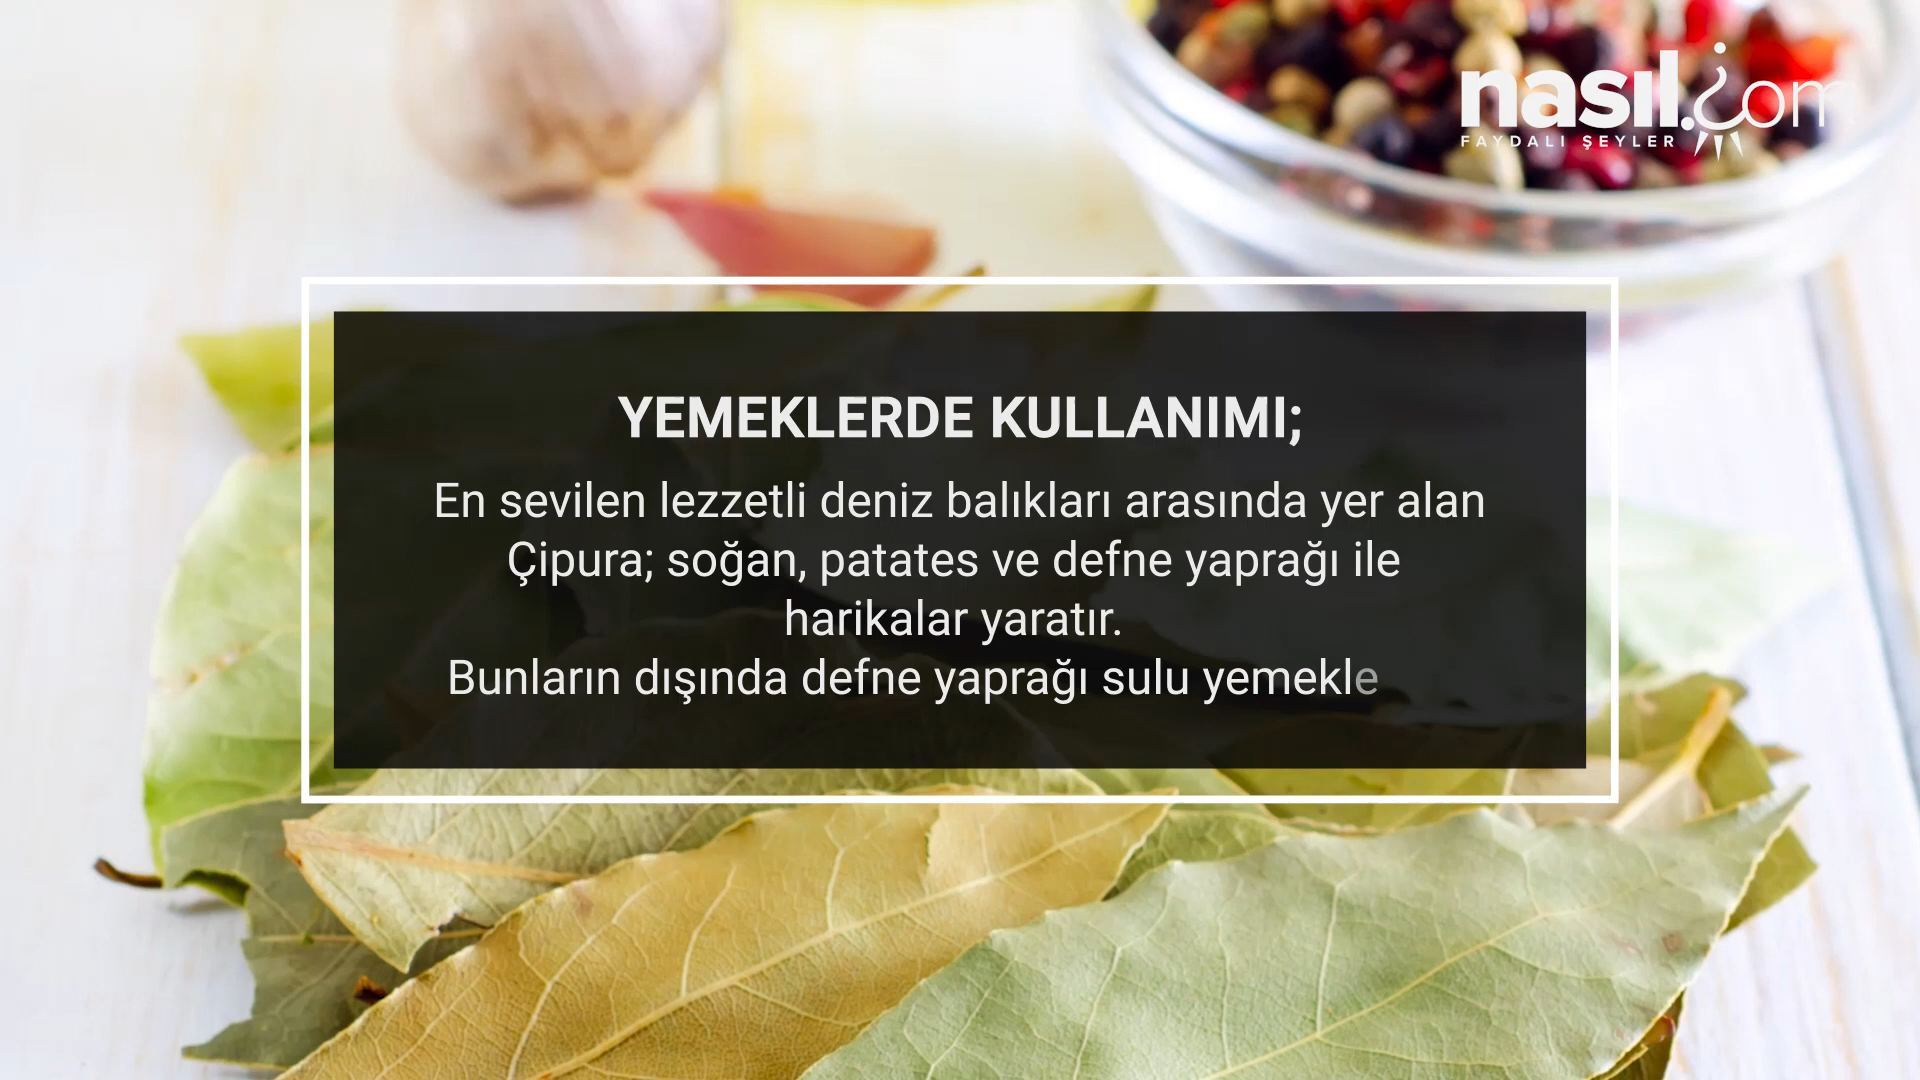 nasıl.com
FAYDALI ŞEYLER
YEMEKLERDE KULLANIMI;
En sevilen lezzetli deniz balıkları arasında yer alan
Çipura; soğan, patates ve defne yaprağı ile
harikalar yaratır.
Bunların dışında defne yaprağı sulu yemekle